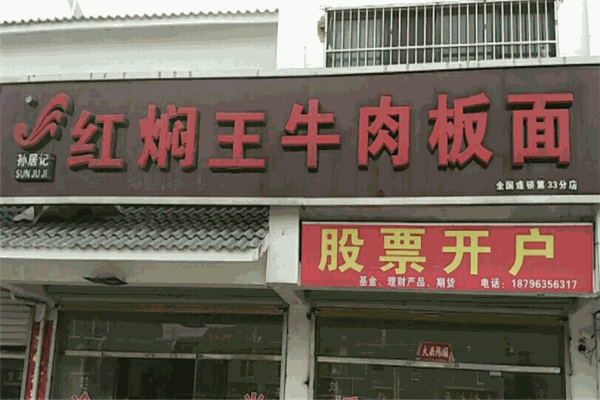 红焖王牛肉板面
孙居记
SUN JU JI
全国连锁第33分店
股票开户
基金、理财产品、期货 电话:18796356317